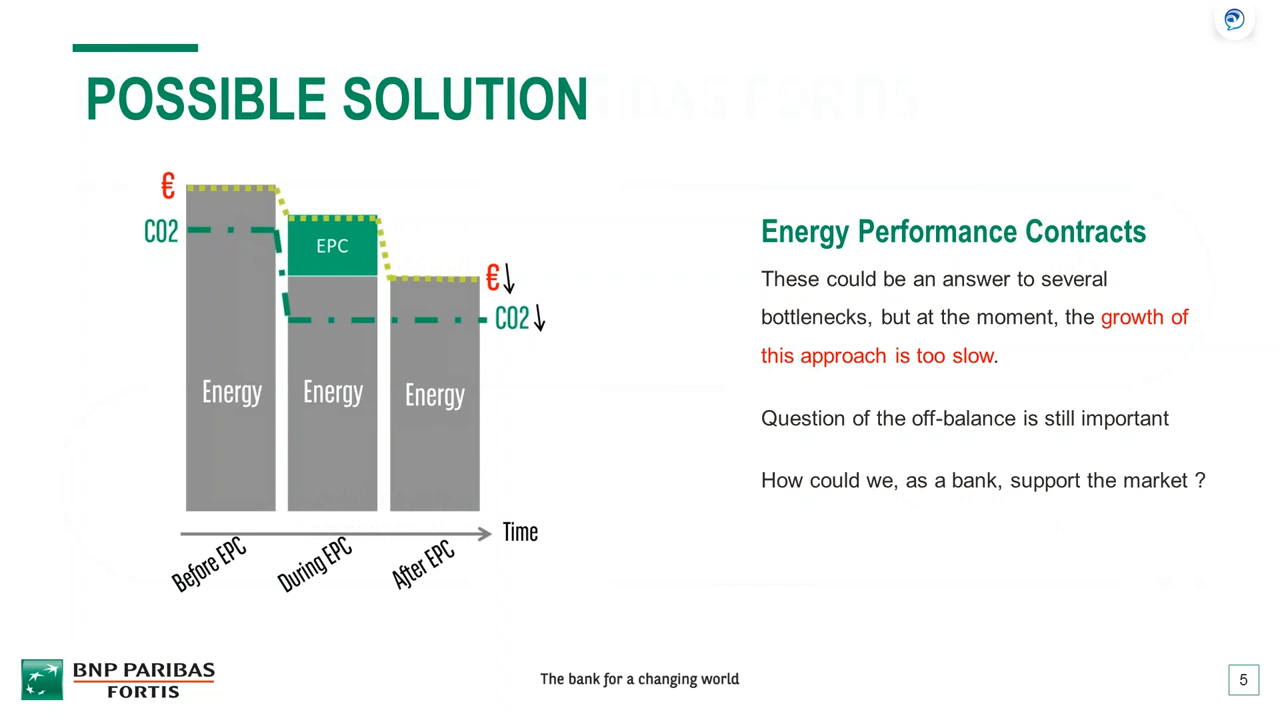 POSSIBLE SOLUTION
€
CO2
EPC
€
CO2
Energy
Energy
Energy
Time
Before EPC
During EPC
After EPC
Energy Performance Contracts
These could be an answer to several
bottlenecks, but at the moment, the growth of
this approach is too slow.
Question of the off-balance is still important
How could we, as a bank, support the market ?
BNP PARIBAS
FORTIS
The bank for a changing world
5